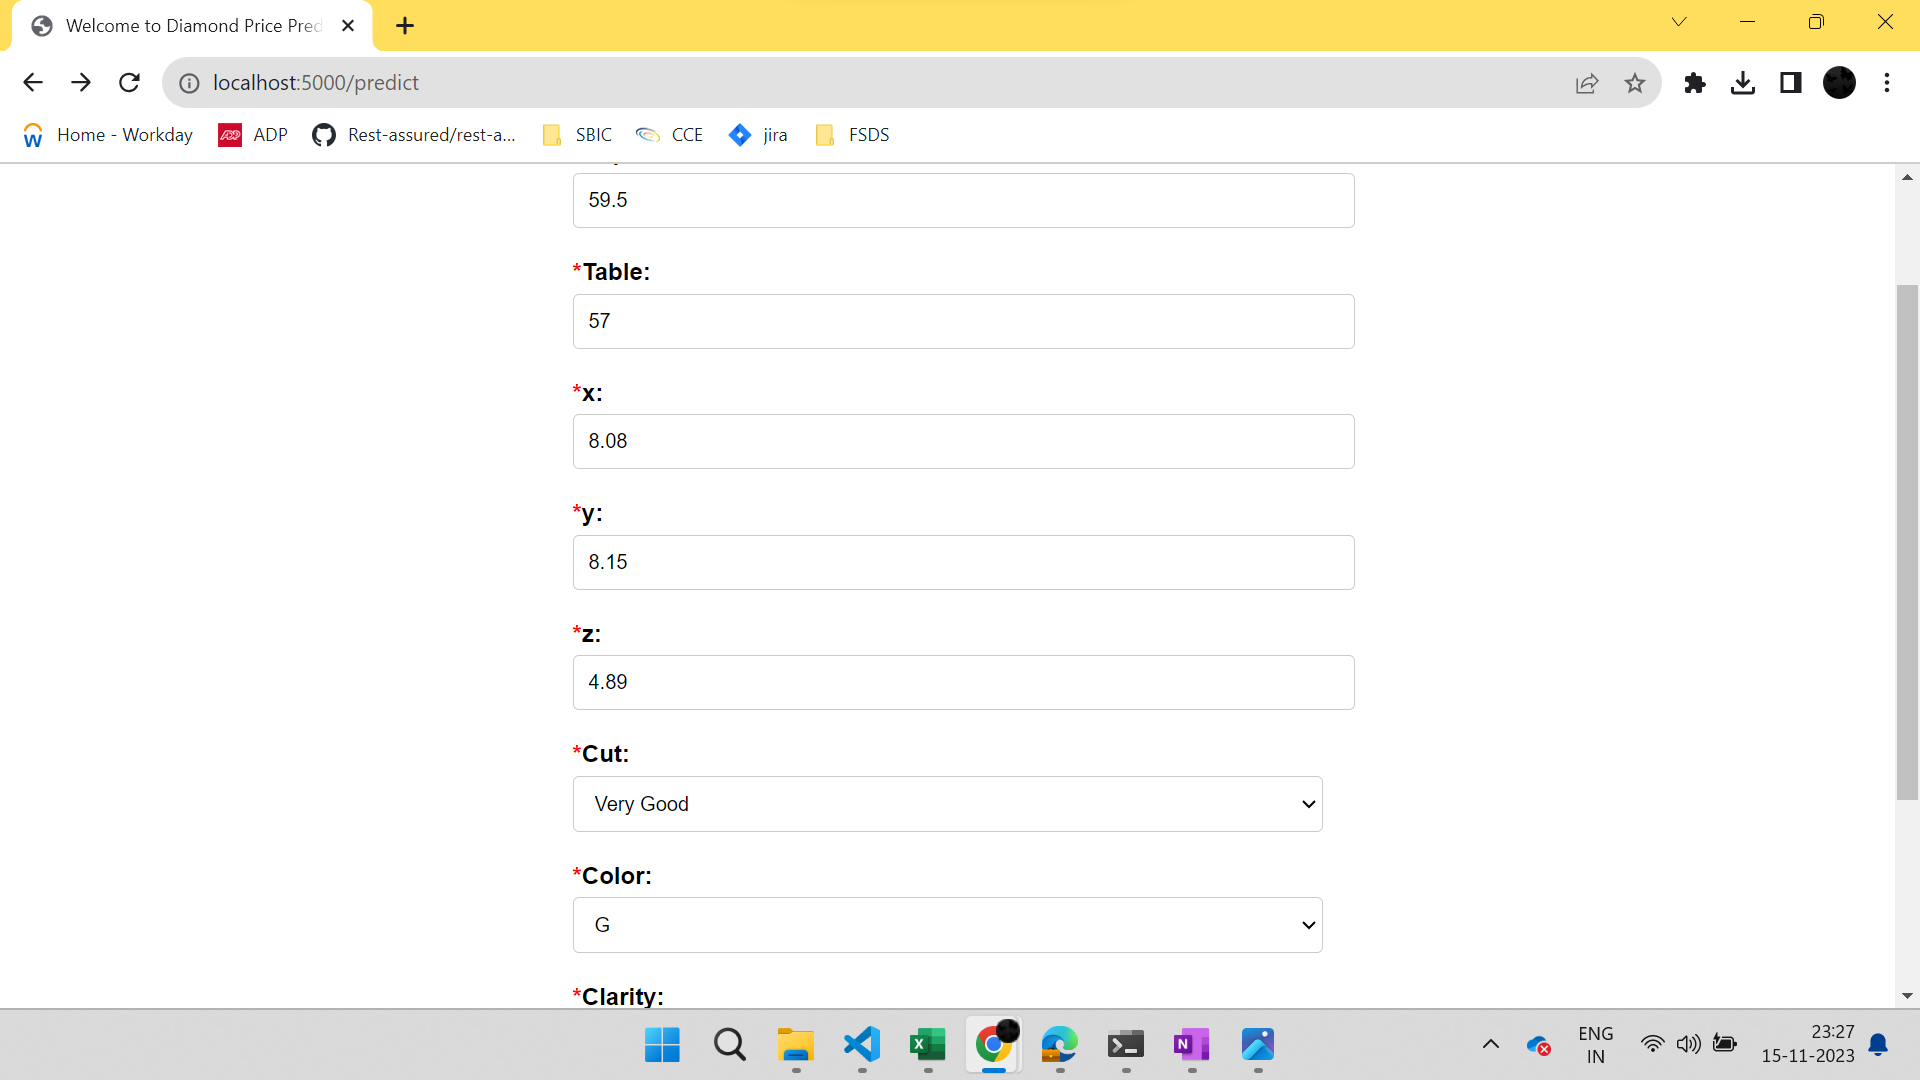 Welcome to Diamond Price Pred
localhost:5000/predict
Home - Workday
ADP
Rest-assured/rest-a...
SBIC
CCE
jira
FSDS
59.5
*Table:
57
*x:
8.08
*y:
8.15
*z:
4.89
*Cut:
Very Good
*Color:
G
*Clarity:
ENG
IN
23:27
15-11-2023